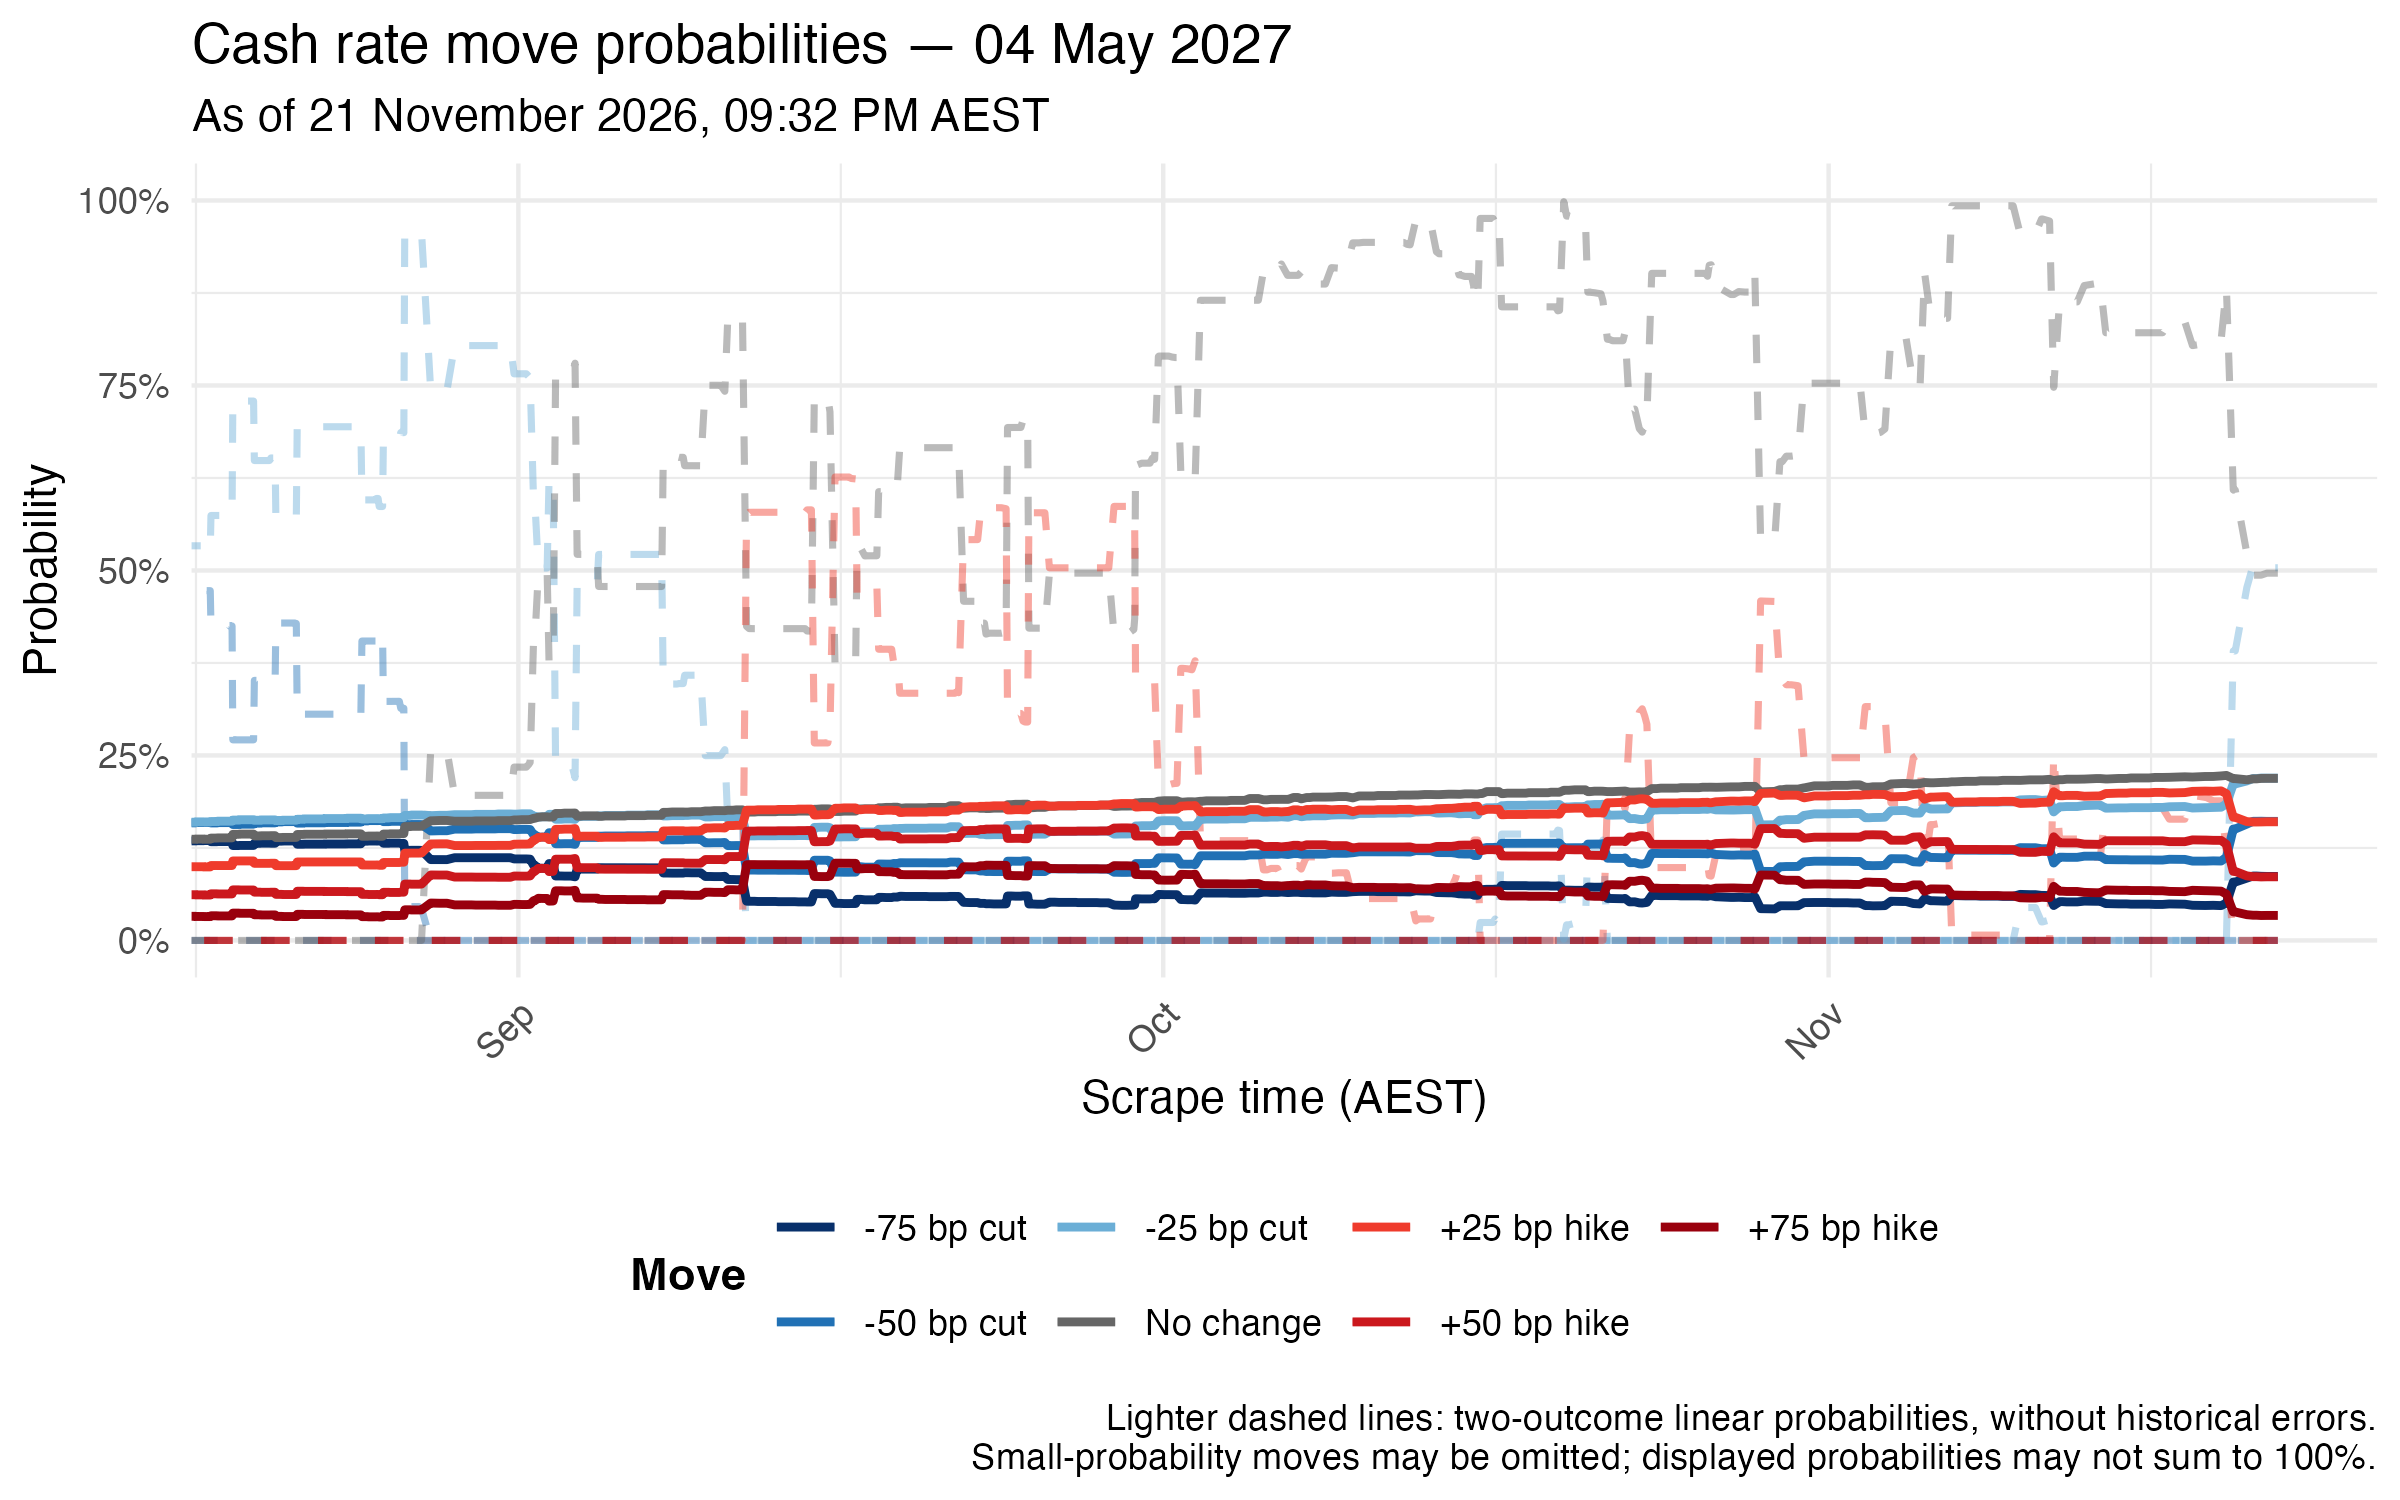 Cash rate move probabilities — 04 May 2027
As of 21 November 2026, 09:32 PM AEST
Probability
100%
75%
50%
25%
0%
Sep
Oct
Nov
Scrape time (AEST)
Move
-75 bp cut
-25 bp cut
+25 bp hike
+75 bp hike
-50 bp cut
No change
+50 bp hike
Lighter dashed lines: two-outcome linear probabilities, without historical errors.
Small-probability moves may be omitted; displayed probabilities may not sum to 100%.